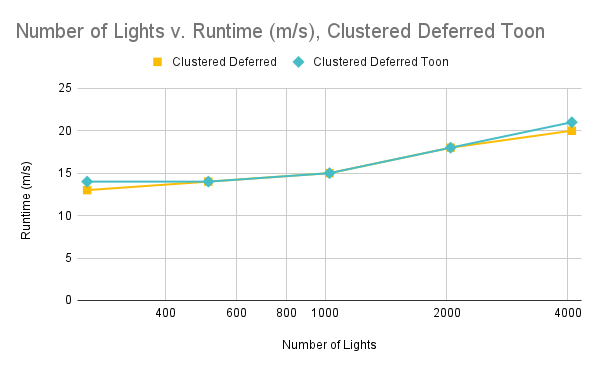 Number of Lights v. Runtime (m/s), Clustered Deferred Toon
Clustered Deferred Clustered Deferred Toon
25
20
15
10
5
0
Runtime (m/s)
400 600 800 1000 2000 4000
Number of Lights